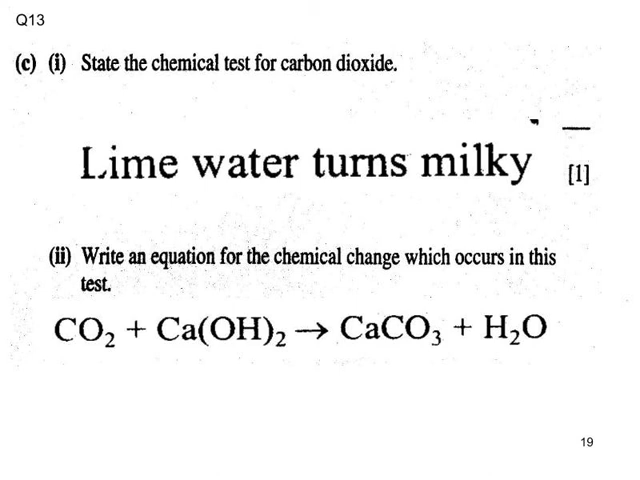 Q13
(c) (i) State the chemical test for carbon dioxide.
Lime water turns milky [1]
(ii) Write an equation for the chemical change which occurs in this
test.
CO₂ + Ca(OH)₂ → CaCO₃ + H₂O
19